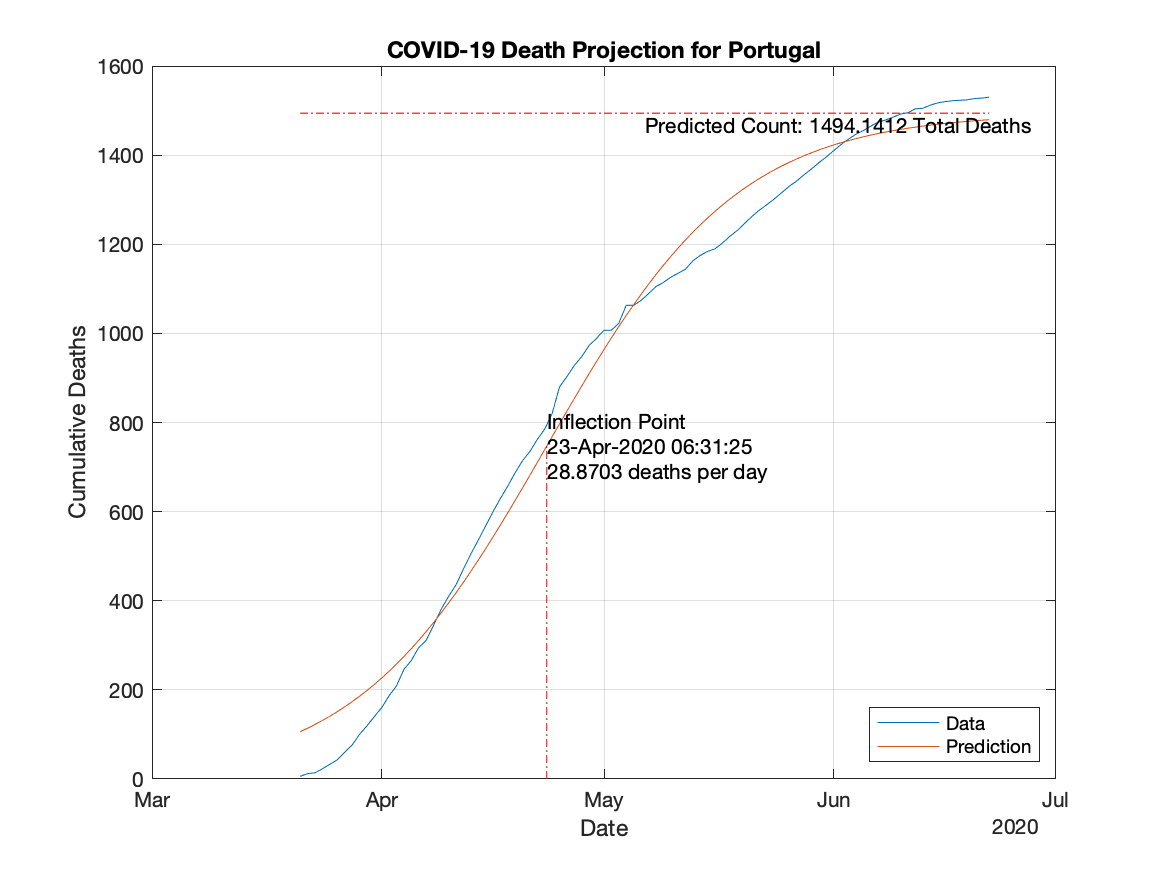 COVID-19 Death Projection for Portugal
1600
1400
1200
1000
800
600
400
200
0
Cumulative Deaths
Predicted Count: 1494.1412 Total Deaths
Inflection Point
23-Apr-2020 06:31:25
28.8703 deaths per day
Data
Prediction
Mar Apr May Jun Jul
Date
2020